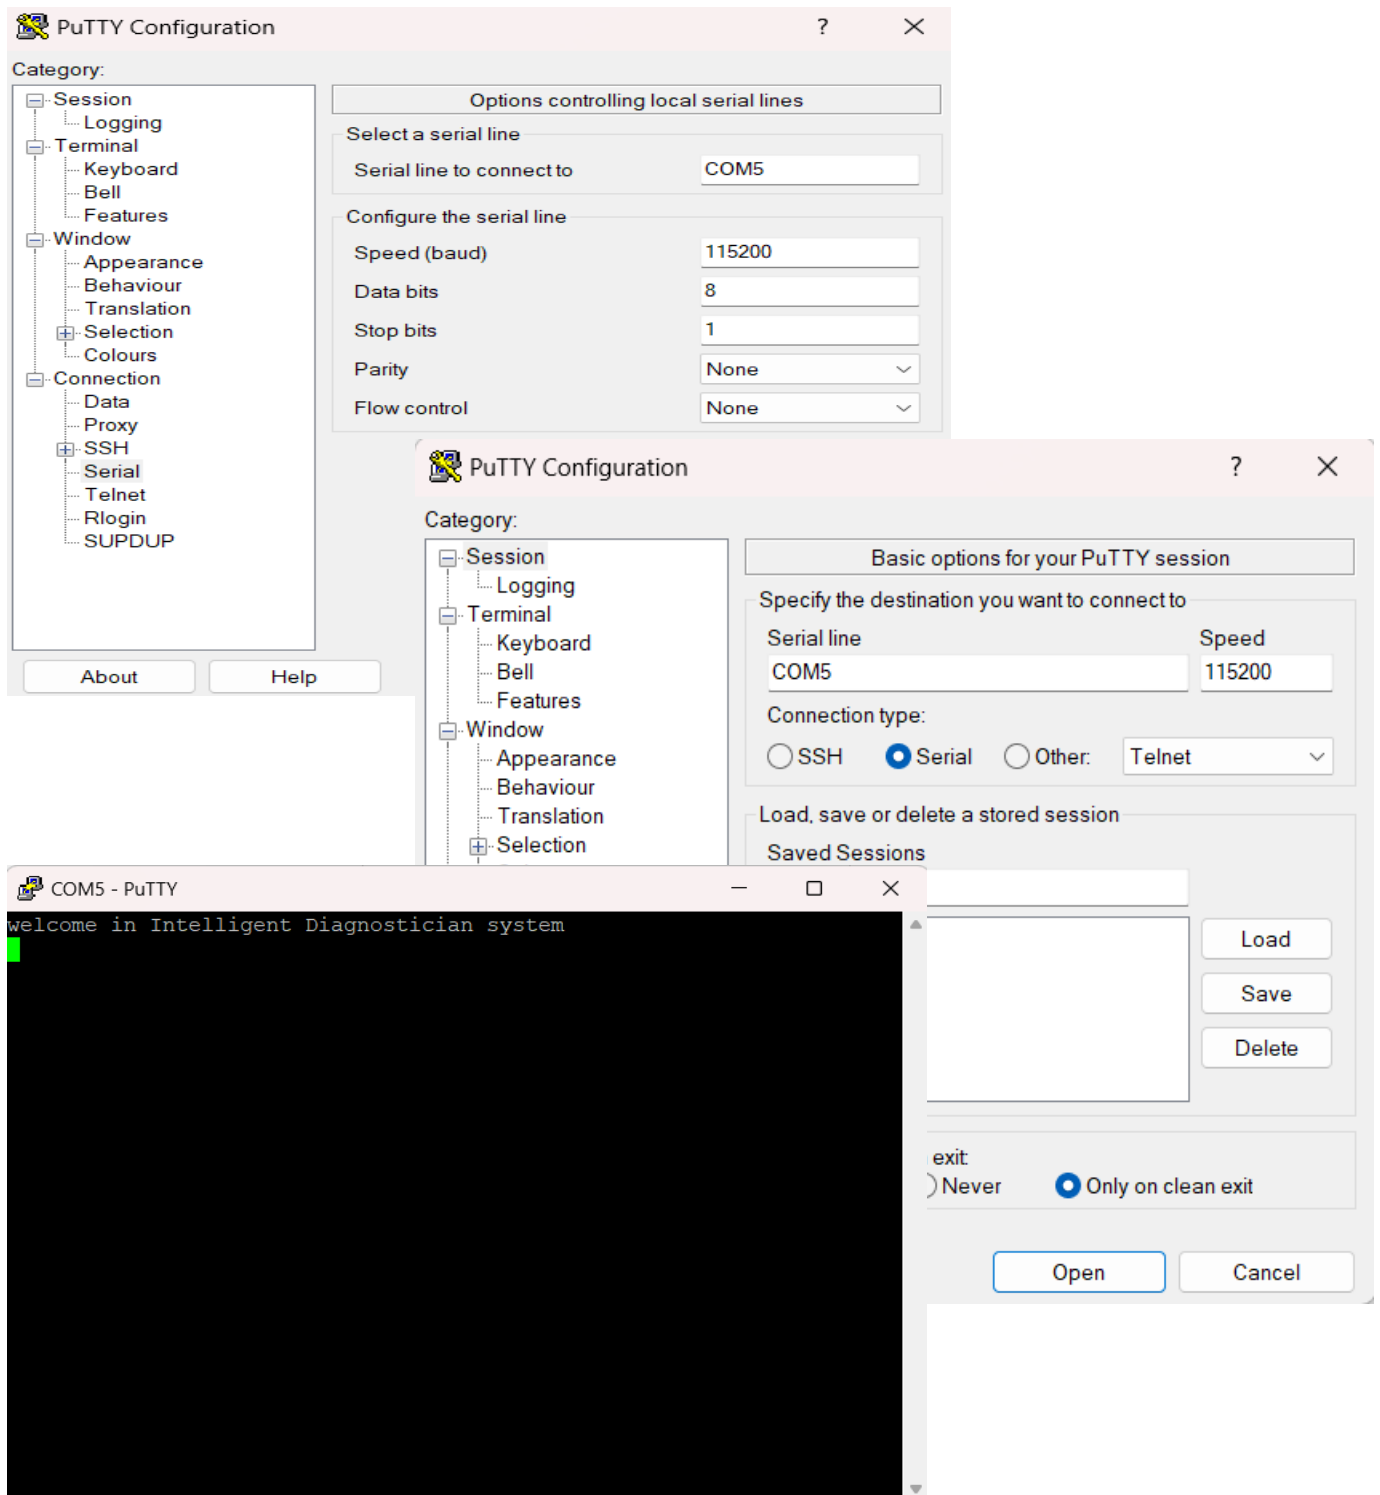 PuTTY Configuration ? ✕
Category:
Session
Logging
Terminal
Keyboard
Bell
Features
Window
Appearance
Behaviour
Translation
Selection
Colours
Connection
Data
Proxy
SSH
Serial
Telnet
Rlogin
SUPDUP
About Help
Options controlling local serial lines
Select a serial line
Serial line to connect to COM5
Configure the serial line
Speed (baud) 115200
Data bits 8
Stop bits 1
Parity None
Flow control None
PuTTY Configuration ? ✕
Category:
Session
Logging
Terminal
Keyboard
Bell
Features
Window
Appearance
Behaviour
Translation
Selection
Basic options for your PuTTY session
Specify the destination you want to connect to
Serial line Speed
COM5 115200
Connection type:
SSH Serial Other: Telnet
Load, save or delete a stored session
Saved Sessions
Load
Save
Delete
exit:
Never Only on clean exit
Open Cancel
COM5 - PuTTY
welcome in Intelligent Diagnostician system